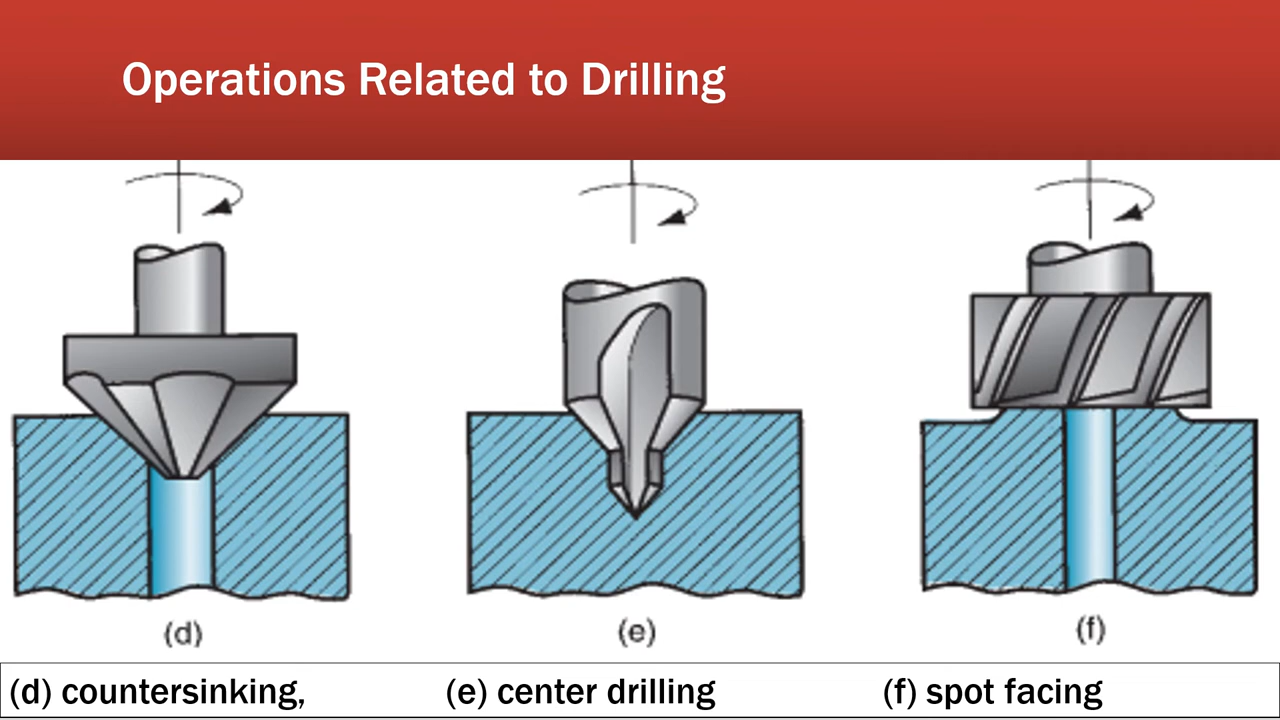 Operations Related to Drilling
(d)
(e)
(f)
(d) countersinking, (e) center drilling (f) spot facing